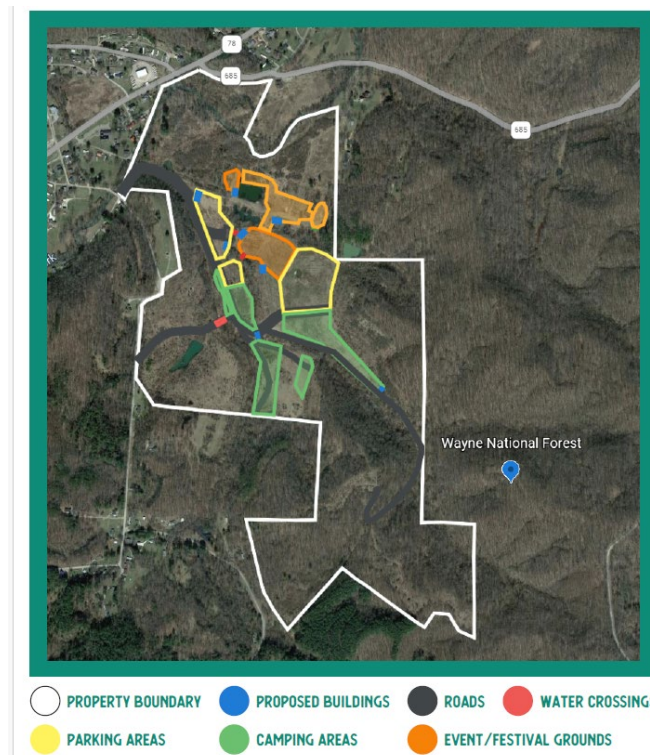 78
685
685
Wayne National Forest
PROPERTY BOUNDARY
PROPOSED BUILDINGS
ROADS
WATER CROSSING
PARKING AREAS
CAMPING AREAS
EVENT/FESTIVAL GROUNDS